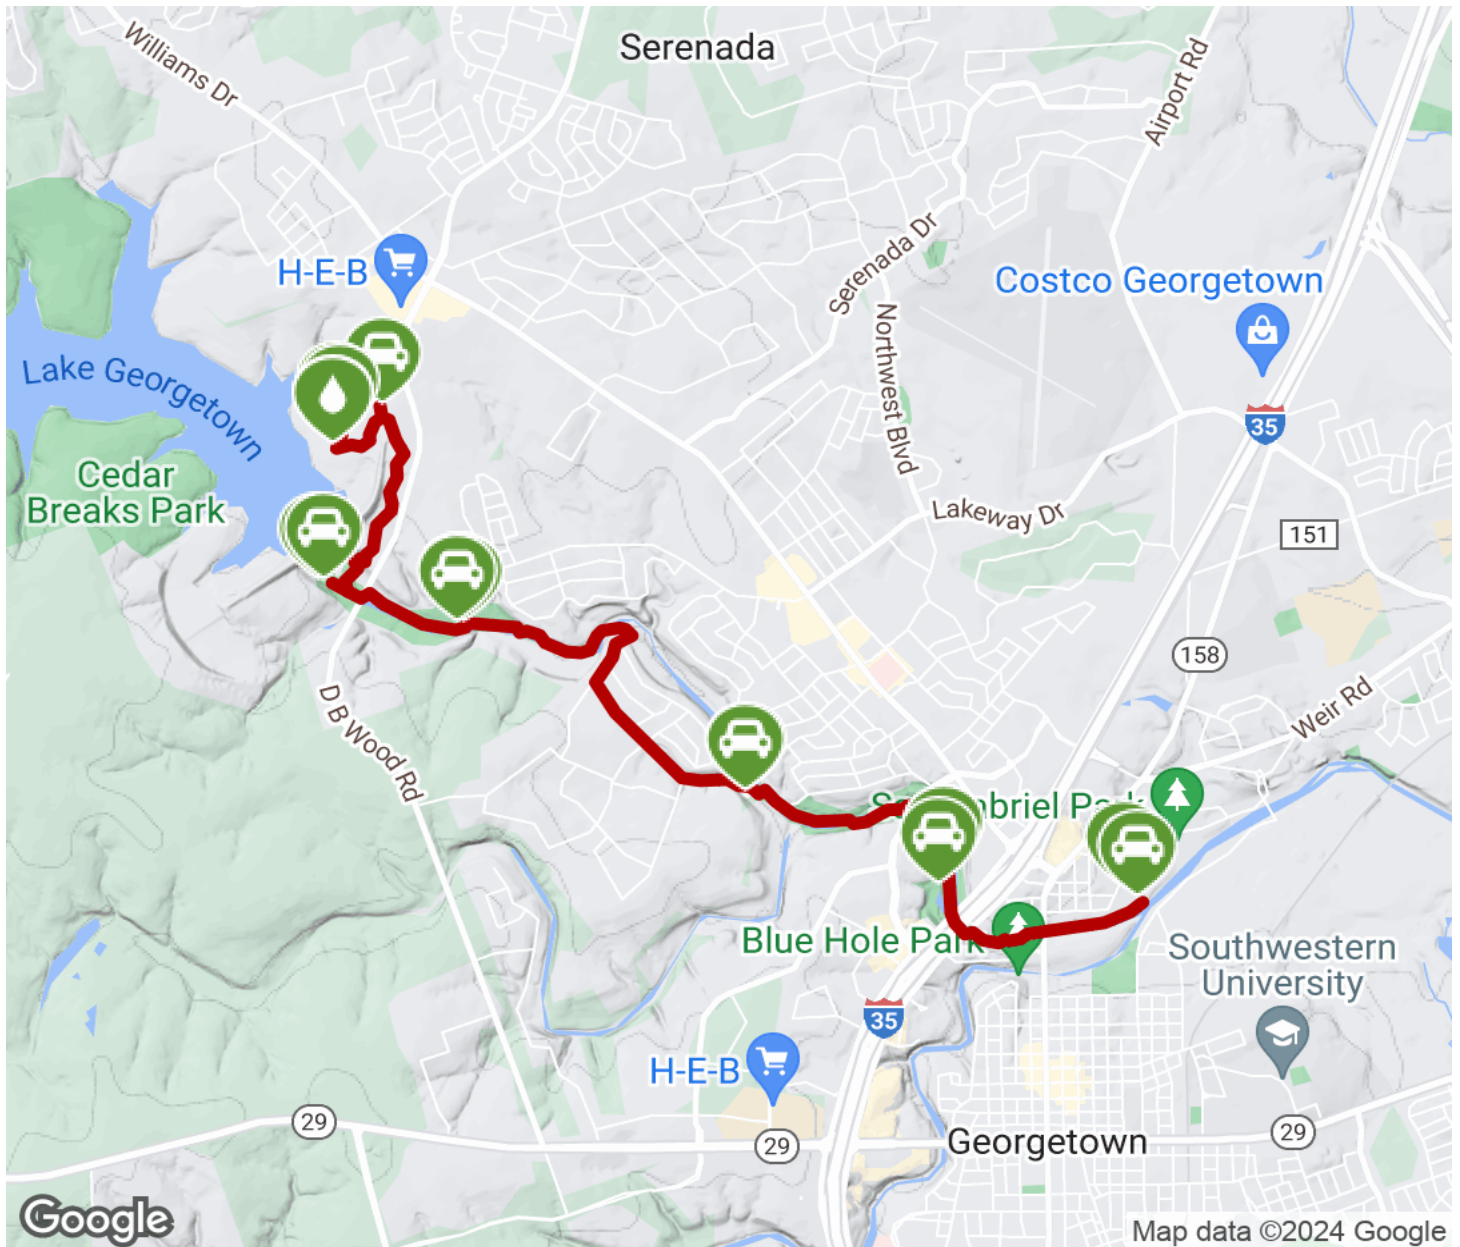 Serenada
Williams Dr
Airport Rd
H-E-B
Serenada Dr
Costco Georgetown
Northwest Blvd
Lake Georgetown
35
Cedar
Breaks Park
Lakeway Dr
151
158
Weir Rd
D B Wood Rd
briel Park
Blue Hole Park
Southwestern
University
35
H-E-B
29
29
Georgetown
29
Google
Map data ©2024 Google